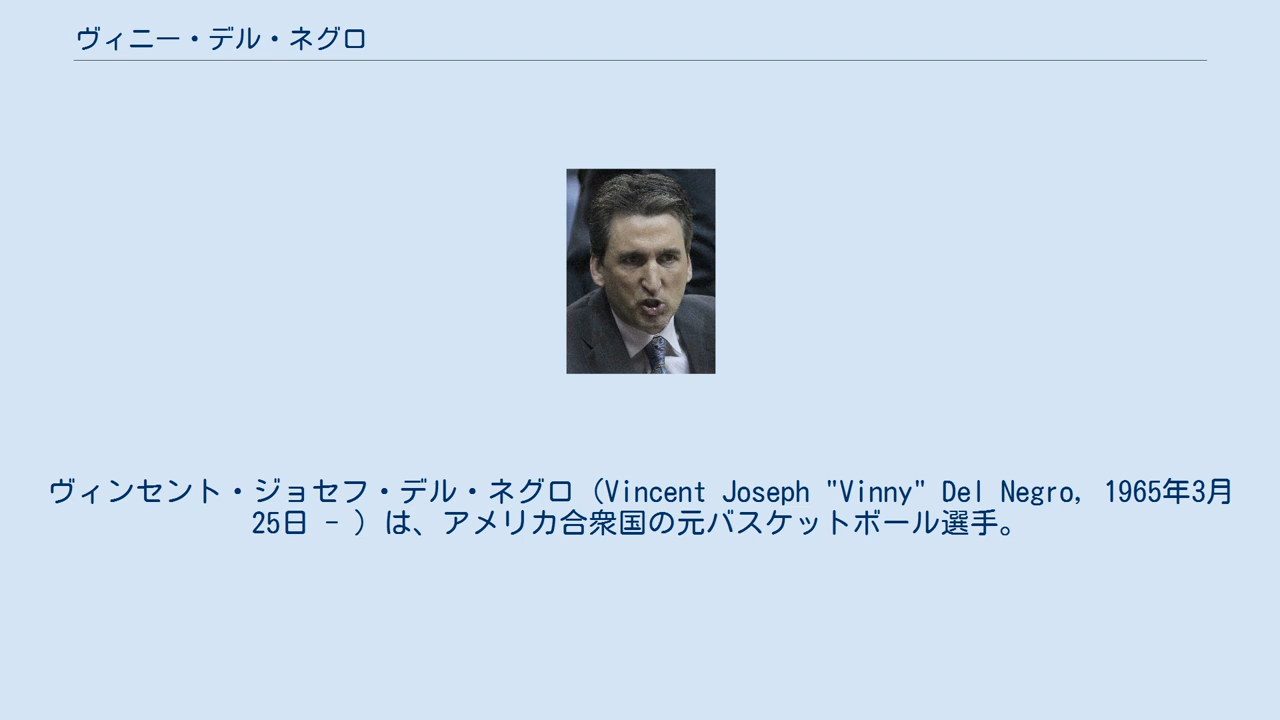 ヴィニー・デル・ネグロ
ヴィンセント・ジョセフ・デル・ネグロ（Vincent Joseph "Vinny" Del Negro, 1965年3月
25日 - ）は、アメリカ合衆国の元バスケットボール選手。